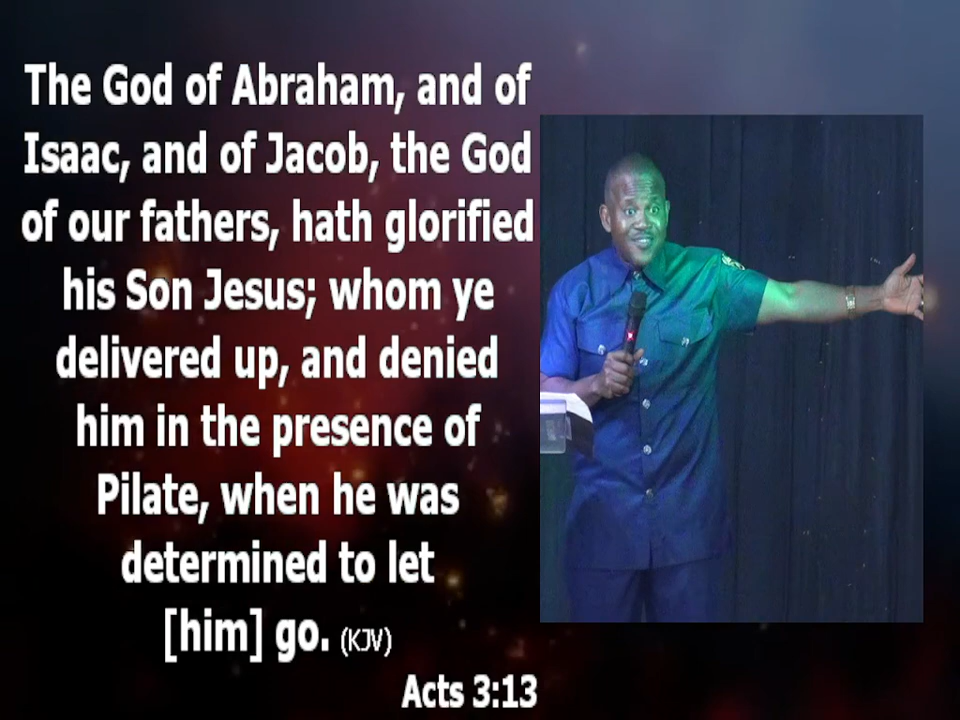 The God of Abraham, and of
Isaac, and of Jacob, the God
of our fathers, hath glorified
his Son Jesus; whom ye
delivered up, and denied
him in the presence of
Pilate, when he was
determined to let
[him] go. (KJV)
Acts 3:13